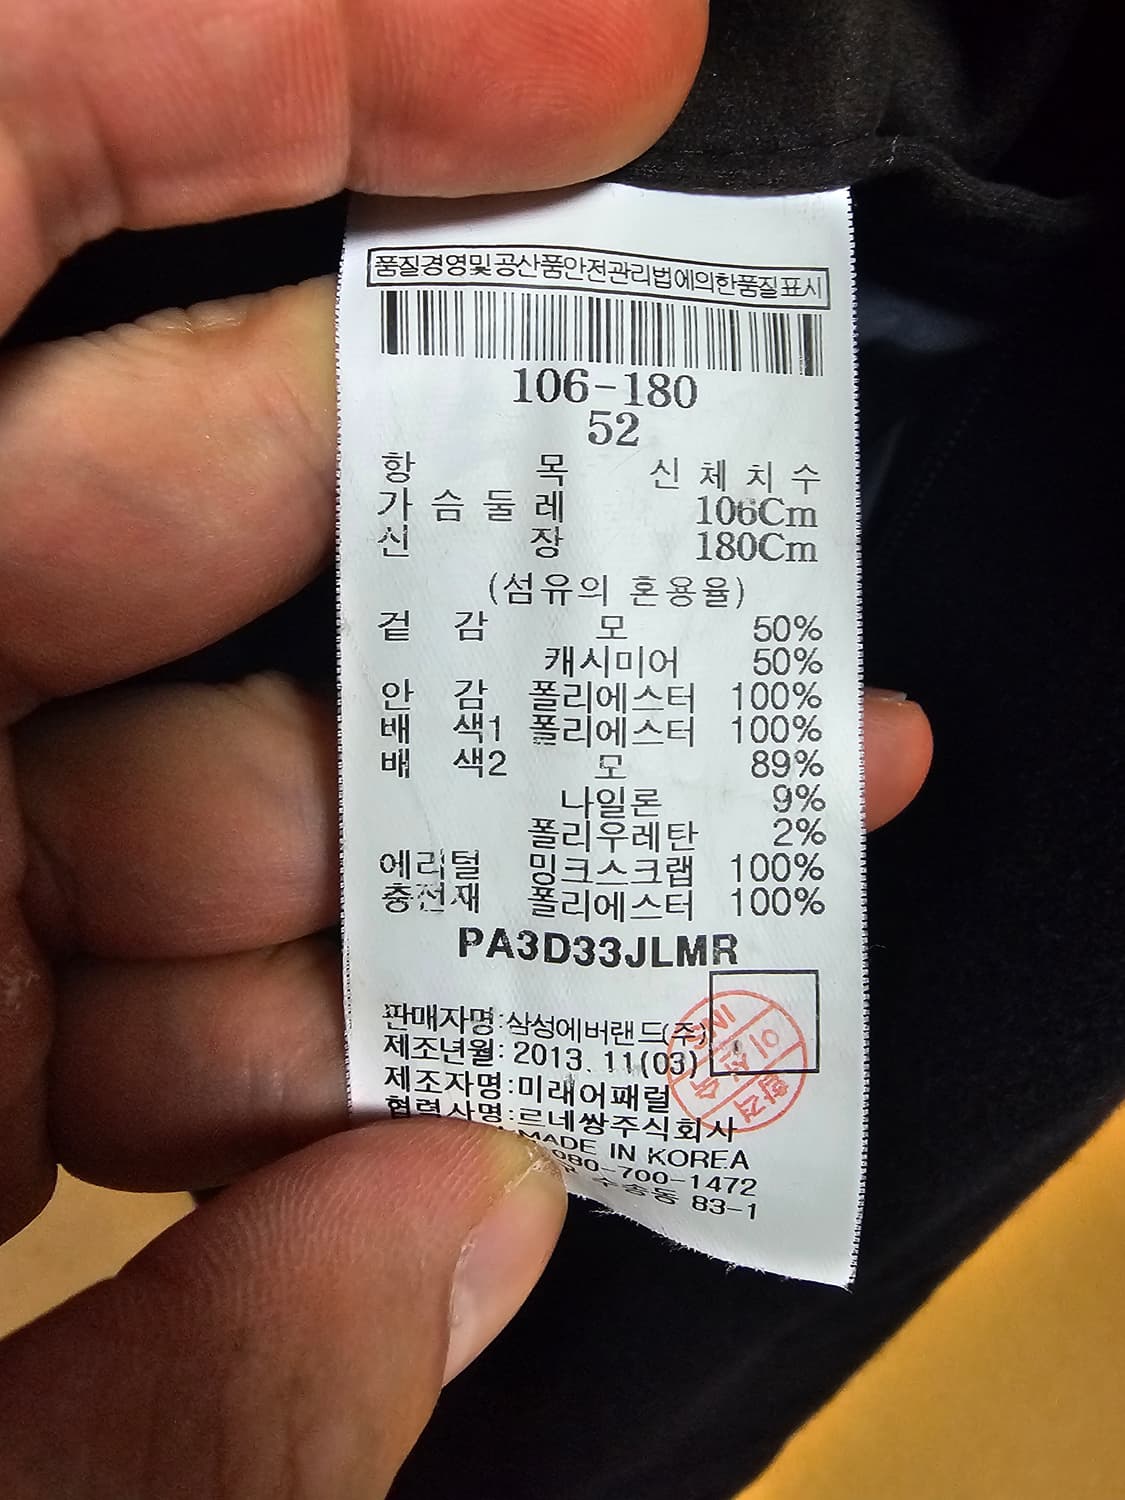 품질경영및공산품안전관리법에의한품질표시
106-180
52
항 목 신체치수
가슴둘레 106Cm
신 장 180Cm
(섬유의 혼용율)
겉 감 모 50%
캐시미어 50%
안 감 폴리에스터 100%
배 색1 폴리에스터 100%
배 색2 모 89%
나일론 9%
폴리우레탄 2%
에리털 밍크스크랩 100%
충전재 폴리에스터 100%
PA3D33JLMR
판매자명:삼성에버랜드(주)
제조년월: 2013. 11(03)
제조자명:미래어패럴
협력사명:르네쌍주식회사
MADE IN KOREA
080-700-1472
수송동 83-1
합격